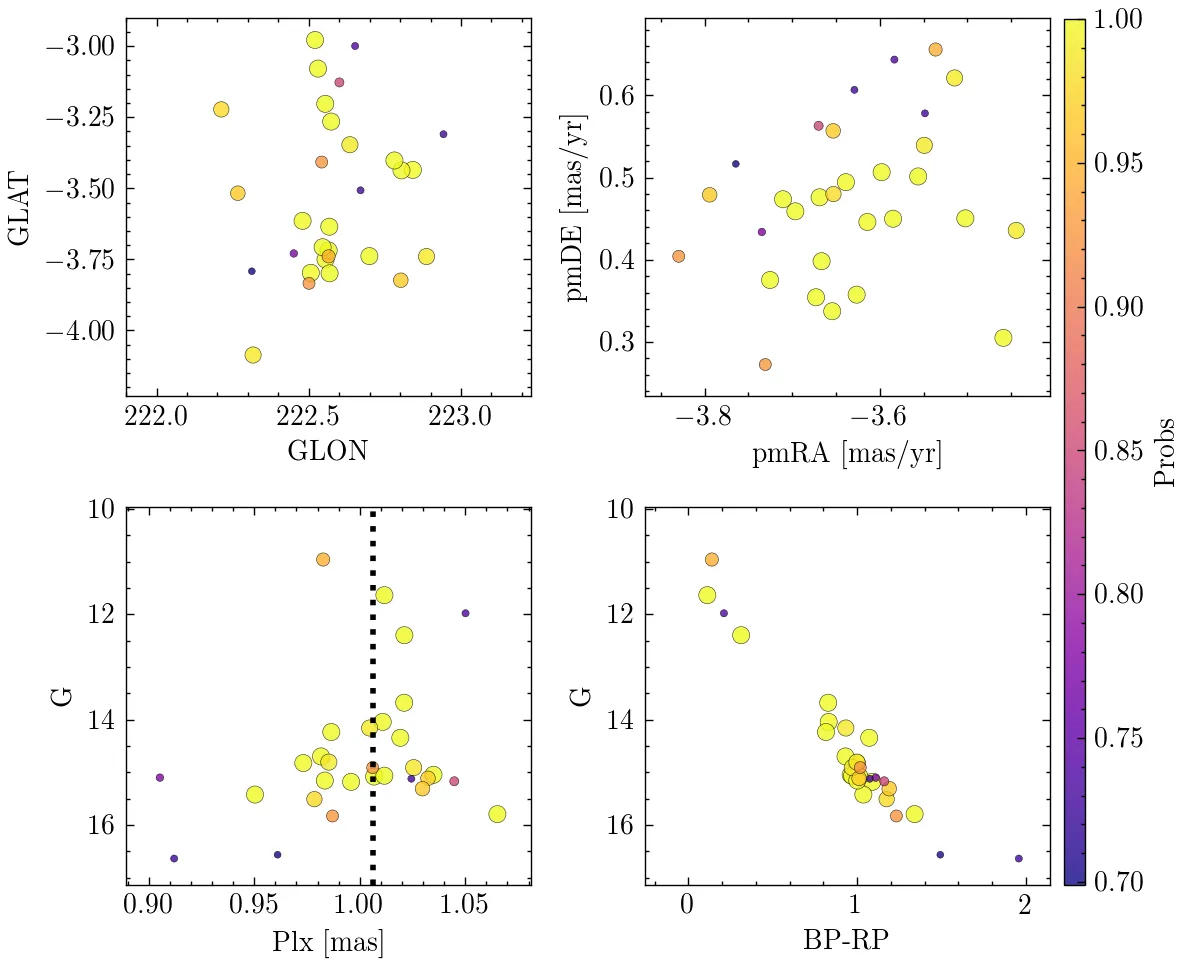 −3.00
−3.25
−3.50
−3.75
−4.00
GLAT
222.0 222.5 223.0
GLON
0.6
0.5
0.4
0.3
pmDE [mas/yr]
−3.8 −3.6
pmRA [mas/yr]
10
12
14
16
G
0.90 0.95 1.00 1.05
Plx [mas]
10
12
14
16
G
0 1 2
BP-RP
1.00
0.95
0.90
0.85
0.80
0.75
0.70
Probs